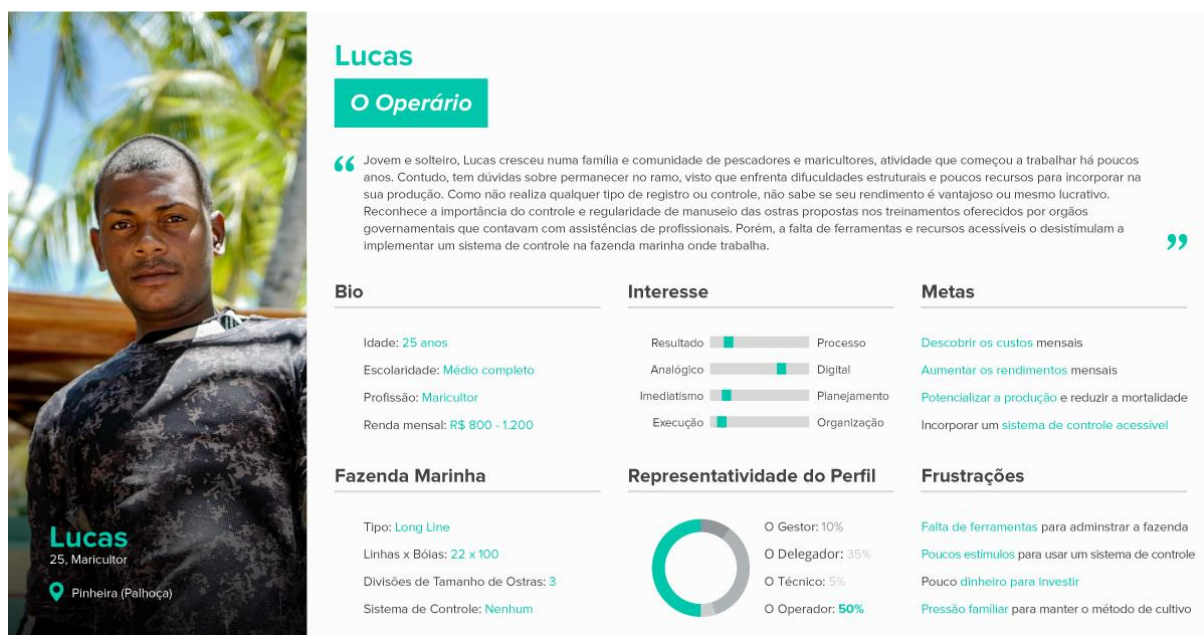 Lucas
O Operário
“ Jovem e solteiro, Lucas cresceu numa família e comunidade de pescadores e maricultores, atividade que começou a trabalhar há poucos
anos. Contudo, tem dúvidas sobre permanecer no ramo, visto que enfrenta difuculdades estruturais e poucos recursos para incorporar na
sua produção. Como não realiza qualquer tipo de registro ou controle, não sabe se seu rendimento é vantajoso ou mesmo lucrativo.
Reconhece a importância do controle e regularidade de manuseio das ostras propostas nos treinamentos oferecidos por orgãos
governamentais que contavam com assistências de profissionais. Porém, a falta de ferramentas e recursos acessíveis o desistímulam a
implementar um sistema de controle na fazenda marinha onde trabalha. ”
Bio
Idade: 25 anos
Escolaridade: Médio completo
Profissão: Maricultor
Renda mensal: R$ 800 - 1.200
Interesse
Resultado Processo
Analógico Digital
Imediatismo Planejamento
Execução Organização
Metas
Descobrir os custos mensais
Aumentar os rendimentos mensais
Potencializar a produção e reduzir a mortalidade
Incorporar um sistema de controle acessível
Fazenda Marinha
Tipo: Long Line
Linhas x Bóias: 22 x 100
Divisões de Tamanho de Ostras: 3
Sistema de Controle: Nenhum
Representatividade do Perfil
O Gestor: 10%
O Delegador: 35%
O Técnico: 5%
O Operador: 50%
Frustrações
Falta de ferramentas para adminstrar a fazenda
Poucos estímulos para usar um sistema de controle
Pouco dinheiro para investir
Pressão famíliar para manter o método de cultivo
Lucas
25, Maricultor
Pinheira (Palhoça)